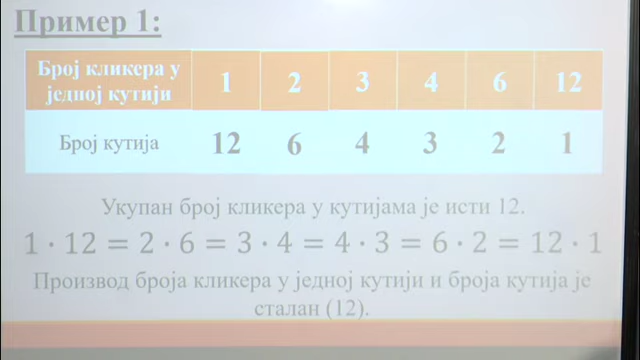 Пример 1:
Број кликера у једној кутији 1 2 3 4 6 12
Број кутија 12 6 4 3 2 1
Укупан број кликера у кутијама је исти 12.
1 · 12 = 2 · 6 = 3 · 4 = 4 · 3 = 6 · 2 = 12 · 1
Производ броја кликера у једној кутији и броја кутија је
сталан (12).